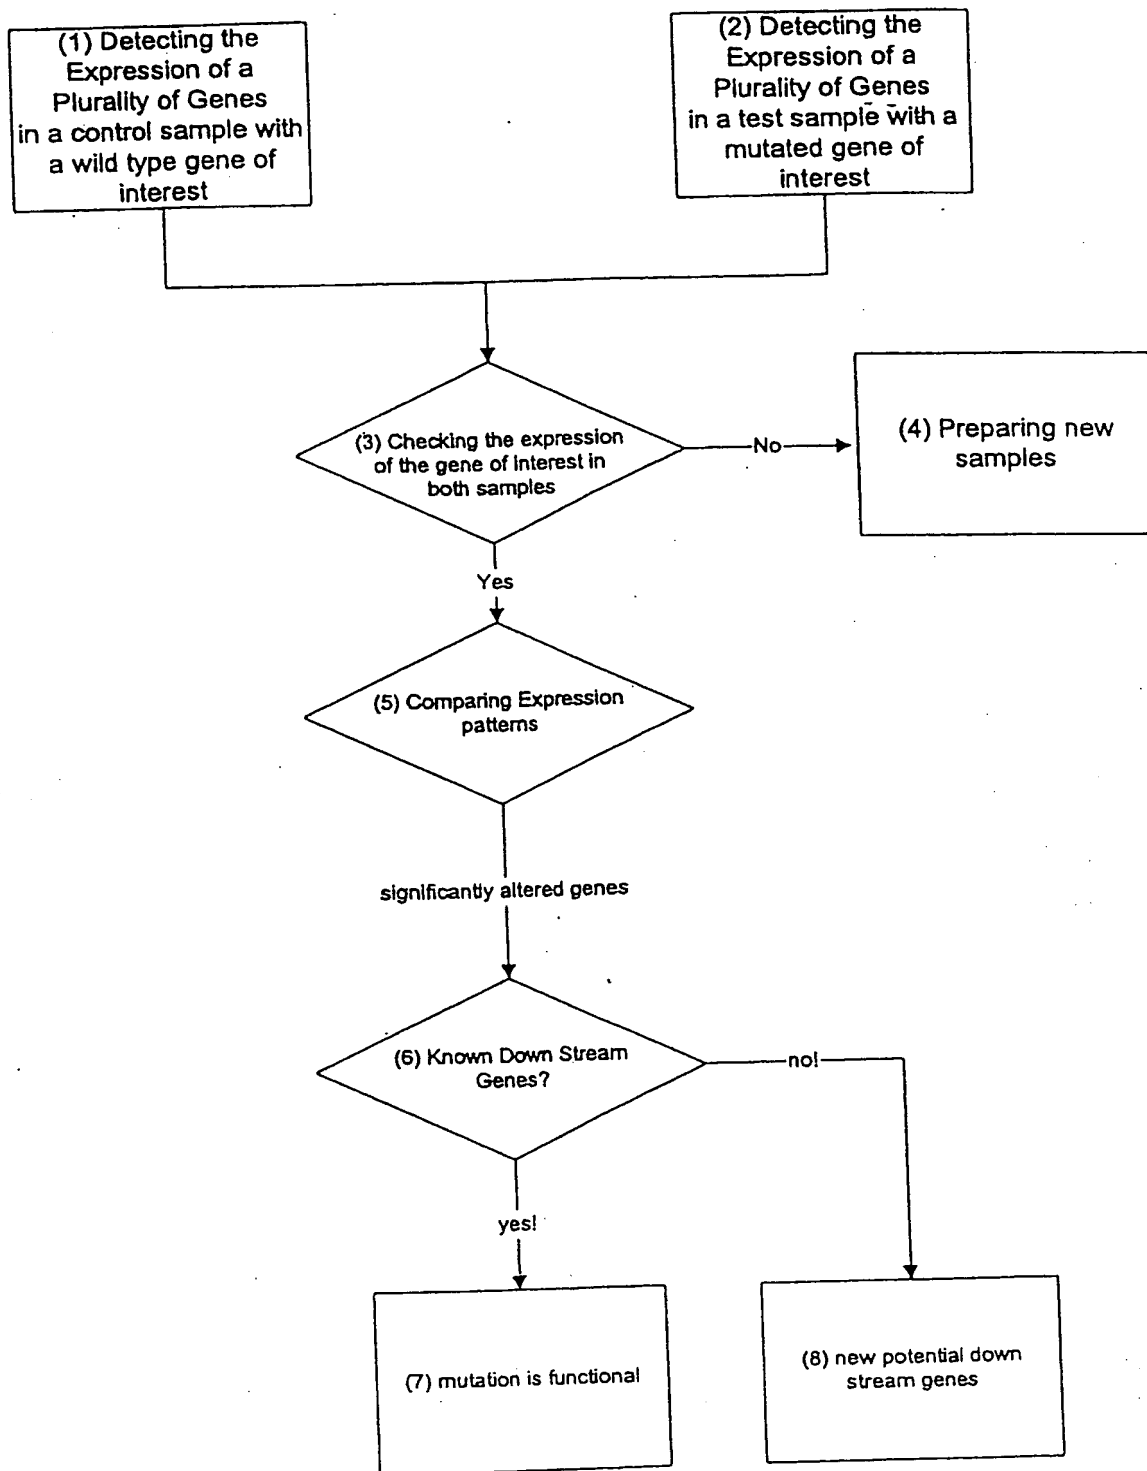 (1) Detecting the
Expression of a
Plurality of Genes
in a control sample with
a wild type gene of
interest
(2) Detecting the
Expression of a
Plurality of Genes
in a test sample with a
mutated gene of
interest
(3) Checking the expression
of the gene of interest in
both samples
No
(4) Preparing new
samples
Yes
(5) Comparing Expression
patterns
significantly altered genes
(6) Known Down Stream
Genes?
no!
yes!
(7) mutation is functional
(8) new potential down
stream genes